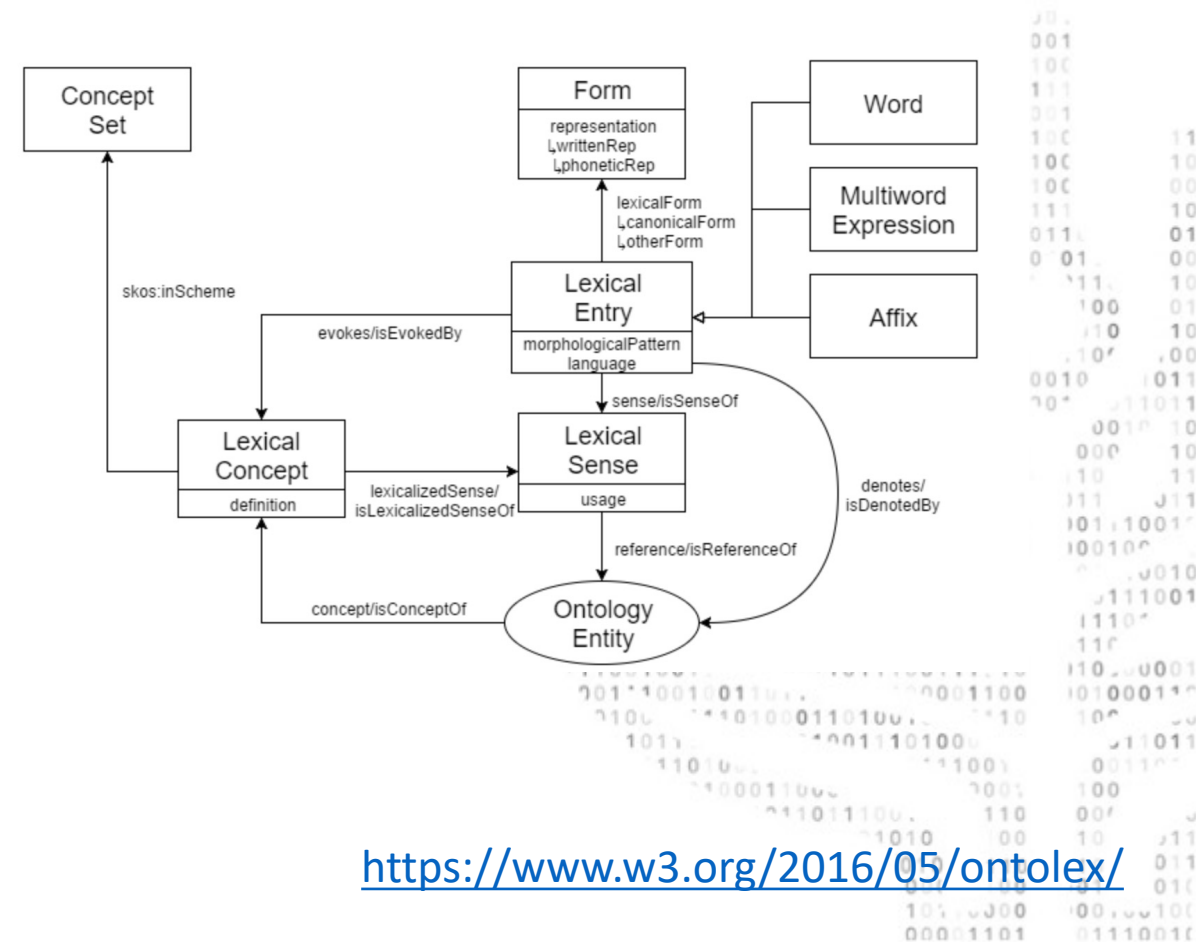 Concept
Set
Form
representation
↳writtenRep
↳phoneticRep
Word
Multiword
Expression
Affix
lexicalForm
↳canonicalForm
↳otherForm
skos:inScheme
Lexical
Entry
morphologicalPattern
language
evokes/isEvokedBy
sense/isSenseOf
Lexical
Concept
definition
lexicalizedSense/
isLexicalizedSenseOf
Lexical
Sense
usage
denotes/
isDenotedBy
reference/isReferenceOf
concept/isConceptOf
Ontology
Entity
https://www.w3.org/2016/05/ontolex/